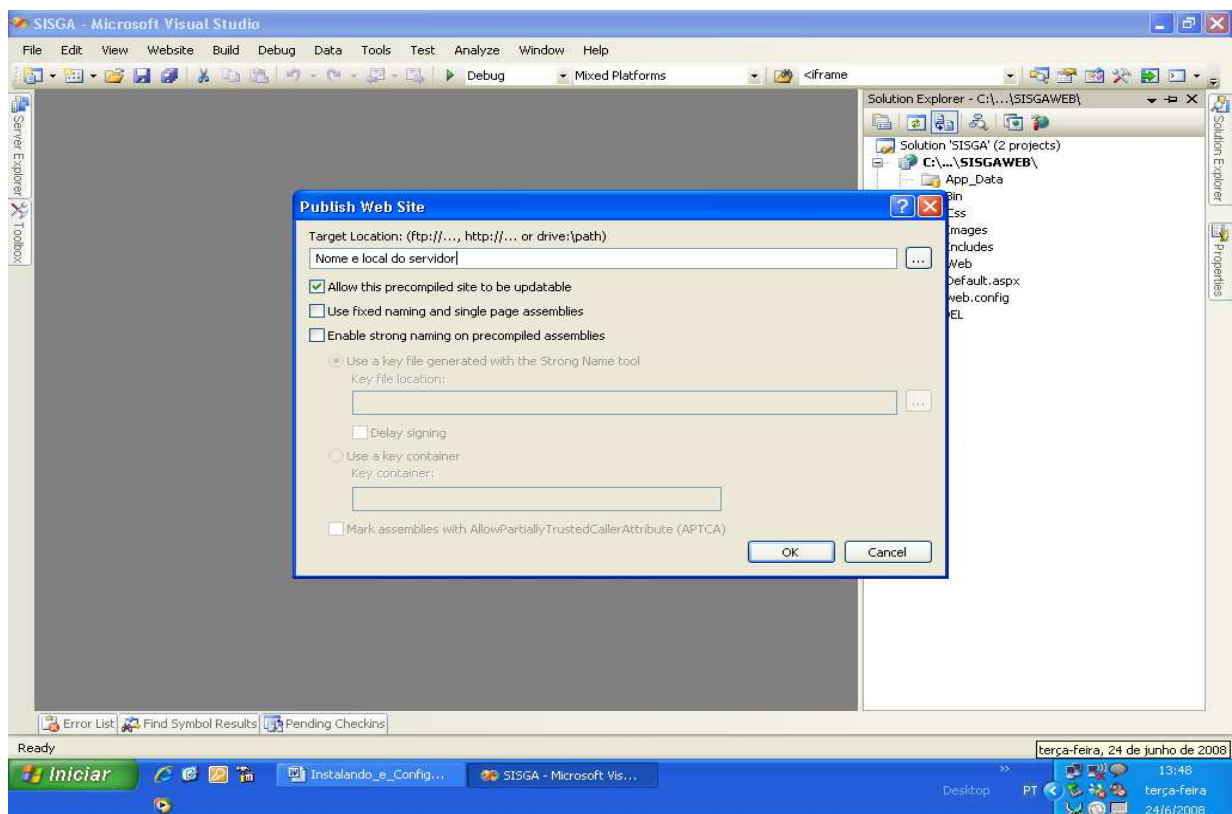 SISGA - Microsoft Visual Studio
File Edit View Website Build Debug Data Tools Test Analyze Window Help
Debug Mixed Platforms <iframe
Solution Explorer - C:\...\SISGAWEB\
Server Explorer
Toolbox
Solution 'SISGA' (2 projects)
C:\...\SISGAWEB\
App_Data
Bin
Css
mages
ncludes
Web
Default.aspx
web.config
Solution Explorer
Properties
Publish Web Site
Target Location: (ftp://..., http://... or drive:\path)
Nome e local do servidor
...
Allow this precompiled site to be updatable
Use fixed naming and single page assemblies
Enable strong naming on precompiled assemblies
Use a key file generated with the Strong Name tool
Key file location:
...
Delay signing
Use a key container
Key container:
Mark assemblies with AllowPartiallyTrustedCallerAttribute (APTCA)
OK Cancel
Error List Find Symbol Results Pending Checkins
Ready
terça-feira, 24 de junho de 2008
Iniciar Instalando_e_Config... SISGA - Microsoft Vis...
Desktop PT
13:48
terça-feira
24/6/2008